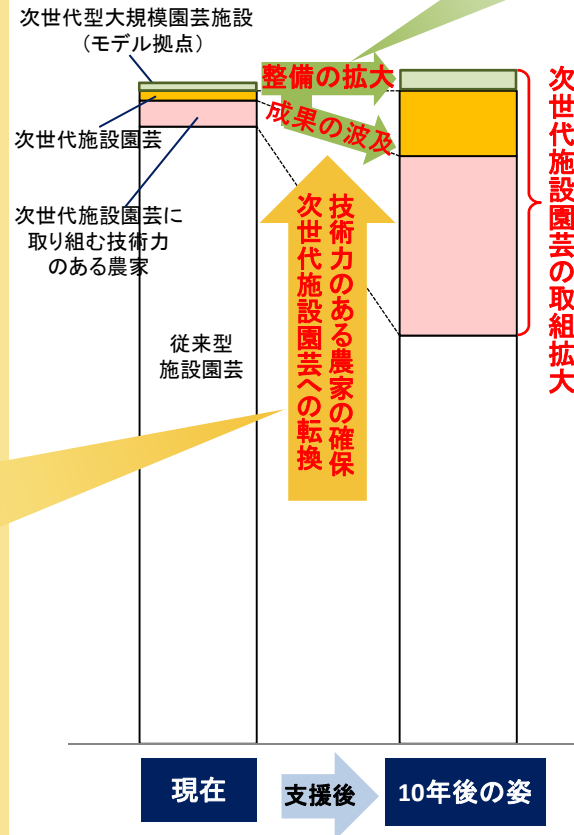 次世代型大規模園芸施設
（モデル拠点）
次世代施設園芸
次世代施設園芸に
取り組む技術力
のある農家
従来型
施設園芸
整備の拡大
成果の波及
技術力のある農家の確保
次世代施設園芸への転換
次世代施設園芸の取組拡大
現在
支援後
10年後の姿